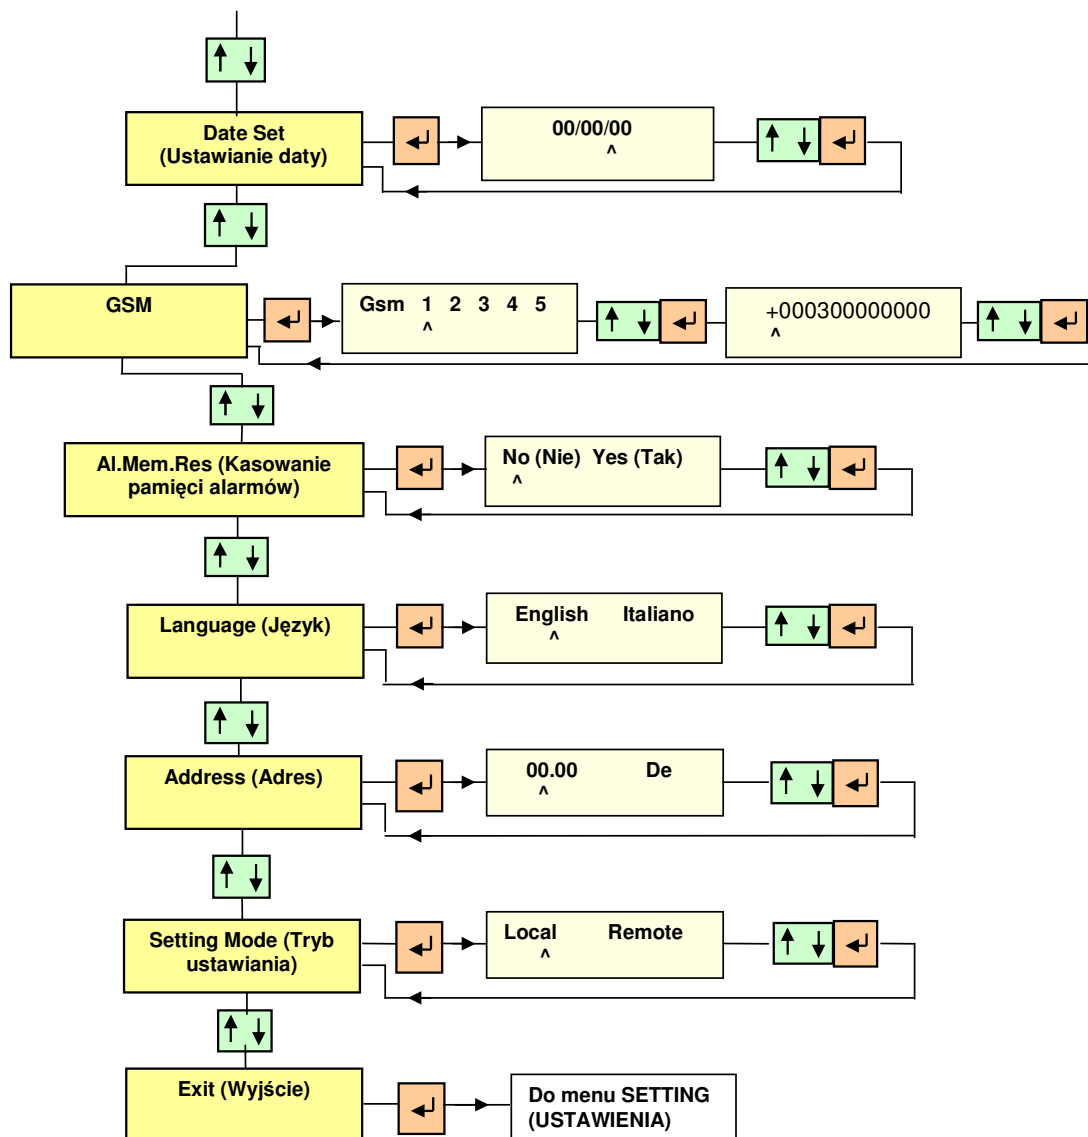 Date Set
(Ustawianie daty)
00/00/00
^
GSM
Gsm 1 2 3 4 5
^
+000300000000
^
Al.Mem.Res (Kasowanie
pamięci alarmów)
No (Nie) Yes (Tak)
^
Language (Język)
English Italiano
^
Address (Adres)
00.00 De
^
Setting Mode (Tryb
ustawiania)
Local Remote
^
Exit (Wyjście)
Do menu SETTING
(USTAWIENIA)